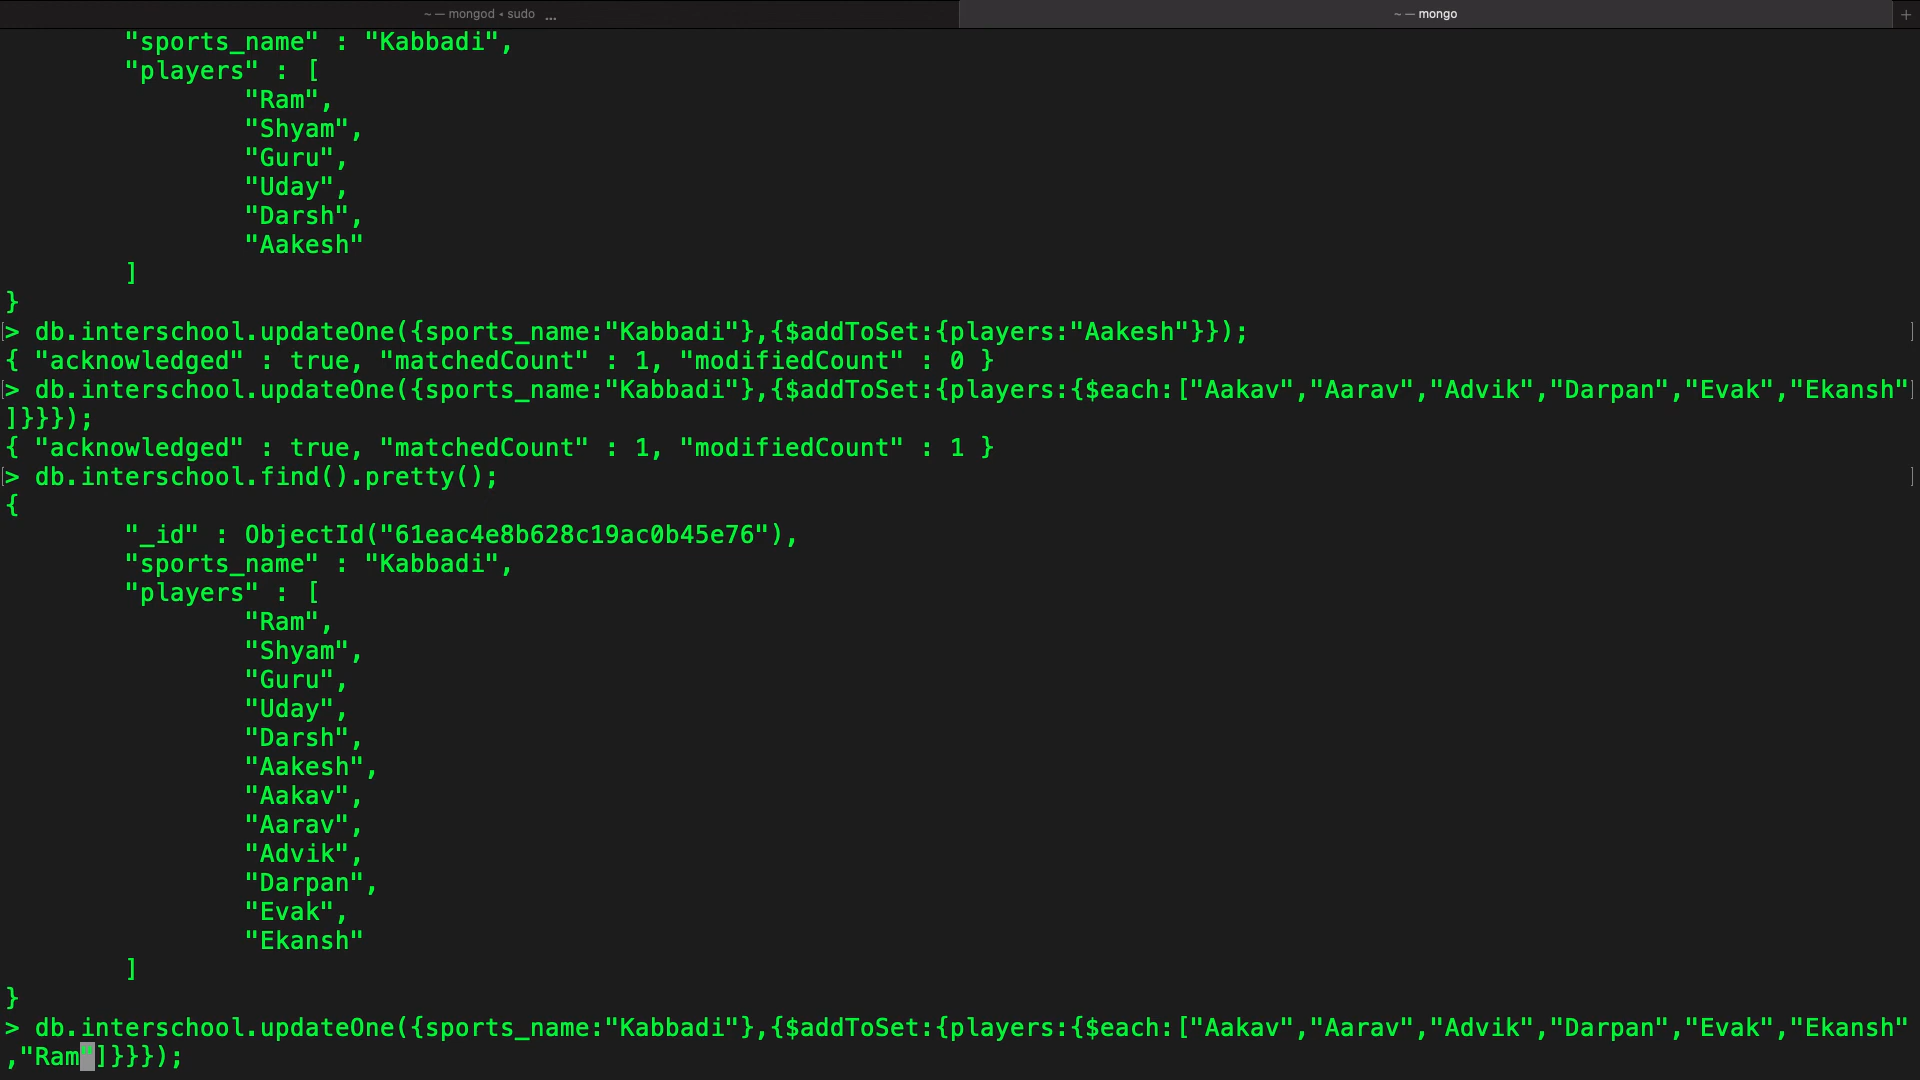 ~ — mongod ◂ sudo ...
~ — mongo
+
"sports_name" : "Kabbadi",
"players" : [
"Ram",
"Shyam",
"Guru",
"Uday",
"Darsh",
"Aakesh"
]
}
[> db.interschool.updateOne({sports_name:"Kabbadi"},{$addToSet:{players:"Aakesh"}}); ]
{ "acknowledged" : true, "matchedCount" : 1, "modifiedCount" : 0 }
[> db.interschool.updateOne({sports_name:"Kabbadi"},{$addToSet:{players:{$each:["Aakav","Aarav","Advik","Darpan","Evak","Ekansh"]
]}}});
{ "acknowledged" : true, "matchedCount" : 1, "modifiedCount" : 1 }
[> db.interschool.find().pretty(); ]
{
"_id" : ObjectId("61eac4e8b628c19ac0b45e76"),
"sports_name" : "Kabbadi",
"players" : [
"Ram",
"Shyam",
"Guru",
"Uday",
"Darsh",
"Aakesh",
"Aakav",
"Aarav",
"Advik",
"Darpan",
"Evak",
"Ekansh"
]
}
> db.interschool.updateOne({sports_name:"Kabbadi"},{$addToSet:{players:{$each:["Aakav","Aarav","Advik","Darpan","Evak","Ekansh"
,"Ram"]}}});